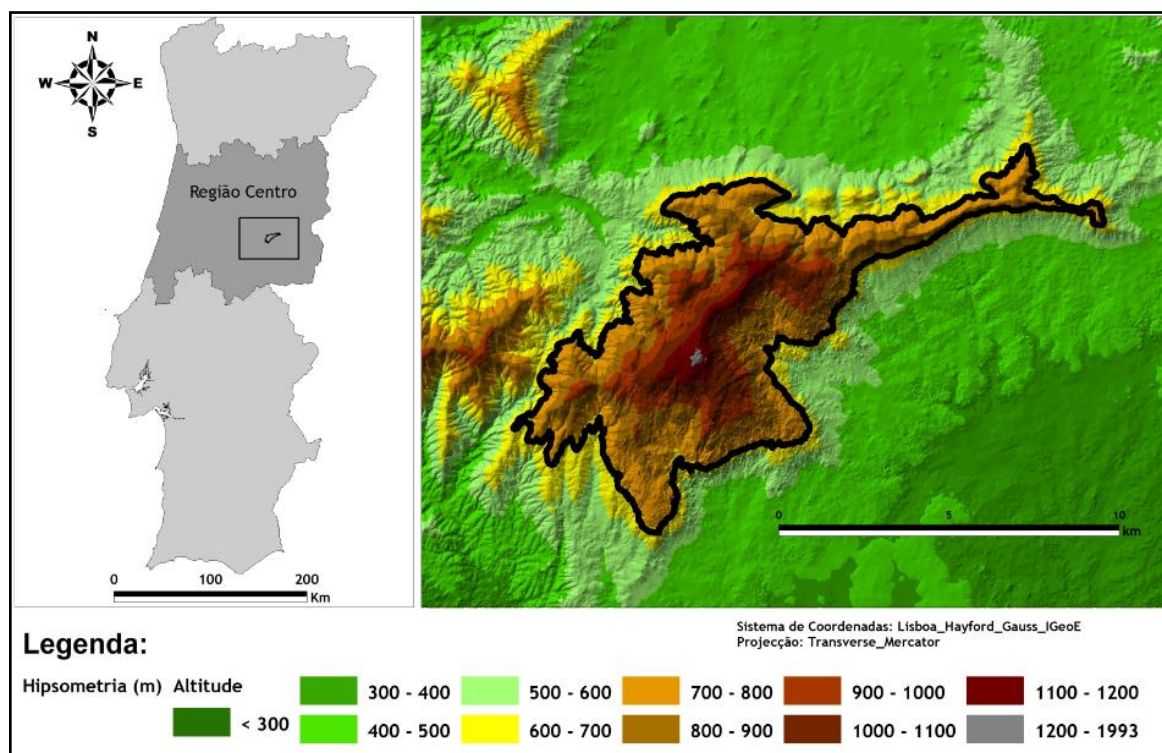 N
W E
S
Região Centro
0 100 200
Km
0 5 10
km
Sistema de Coordenadas: Lisboa_Hayford_Gauss_IGeoE
Projecção: Transverse_Mercator
Legenda:
Hipsometria (m) Altitude
< 300
300 - 400
400 - 500
500 - 600
600 - 700
700 - 800
800 - 900
900 - 1000
1000 - 1100
1100 - 1200
1200 - 1993